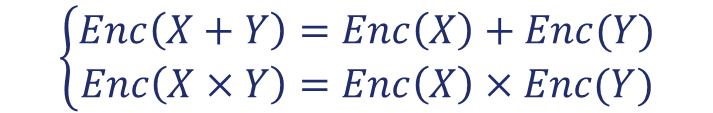 Enc(X + Y) = Enc(X) + Enc(Y)
Enc(X × Y) = Enc(X) × Enc(Y)